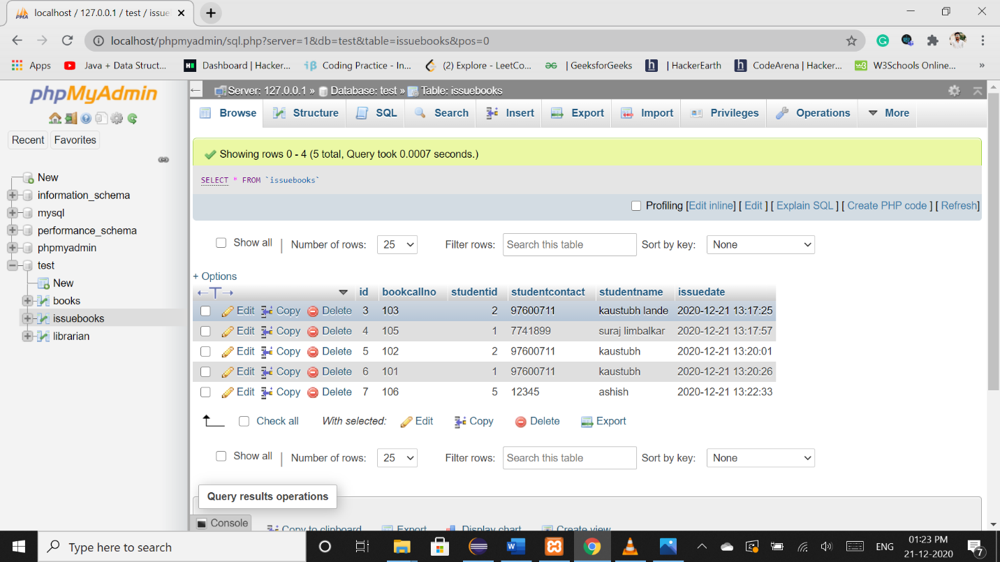 localhost / 127.0.0.1 / test / issue
localhost/phpmyadmin/sql.php?server=1&db=test&table=issuebooks&pos=0
Apps Java + Data Struct... Dashboard | Hacker... Coding Practice - In... (2) Explore - LeetCo... | GeeksforGeeks | HackerEarth CodeArena | Hacker... W3Schools Online... »
phpMyAdmin
Recent Favorites
New
information_schema
mysql
performance_schema
phpmyadmin
test
New
books
issuebooks
librarian
Server: 127.0.0.1 » Database: test » Table: issuebooks
Browse Structure SQL Search Insert Export Import Privileges Operations More
Showing rows 0 - 4 (5 total, Query took 0.0007 seconds.)
SELECT * FROM `issuebooks`
Profiling [Edit inline] [ Edit ] [ Explain SQL ] [ Create PHP code ] [ Refresh]
Show all | Number of rows: 25 Filter rows: Search this table Sort by key: None
+ Options
id bookcallno studentid studentcontact studentname issuedate
Edit Copy Delete 3 103 2 97600711 kaustubh lande 2020-12-21 13:17:25
Edit Copy Delete 4 105 1 7741899 suraj limbalkar 2020-12-21 13:17:57
Edit Copy Delete 5 102 2 97600711 kaustubh 2020-12-21 13:20:01
Edit Copy Delete 6 101 1 97600711 kaustubh 2020-12-21 13:20:26
Edit Copy Delete 7 106 5 12345 ashish 2020-12-21 13:22:33
Check all With selected: Edit Copy Delete Export
Show all | Number of rows: 25 Filter rows: Search this table Sort by key: None
Query results operations
Console Copy to clipboard Export Display chart Create view
Type here to search
ENG
01:23 PM
21-12-2020
7